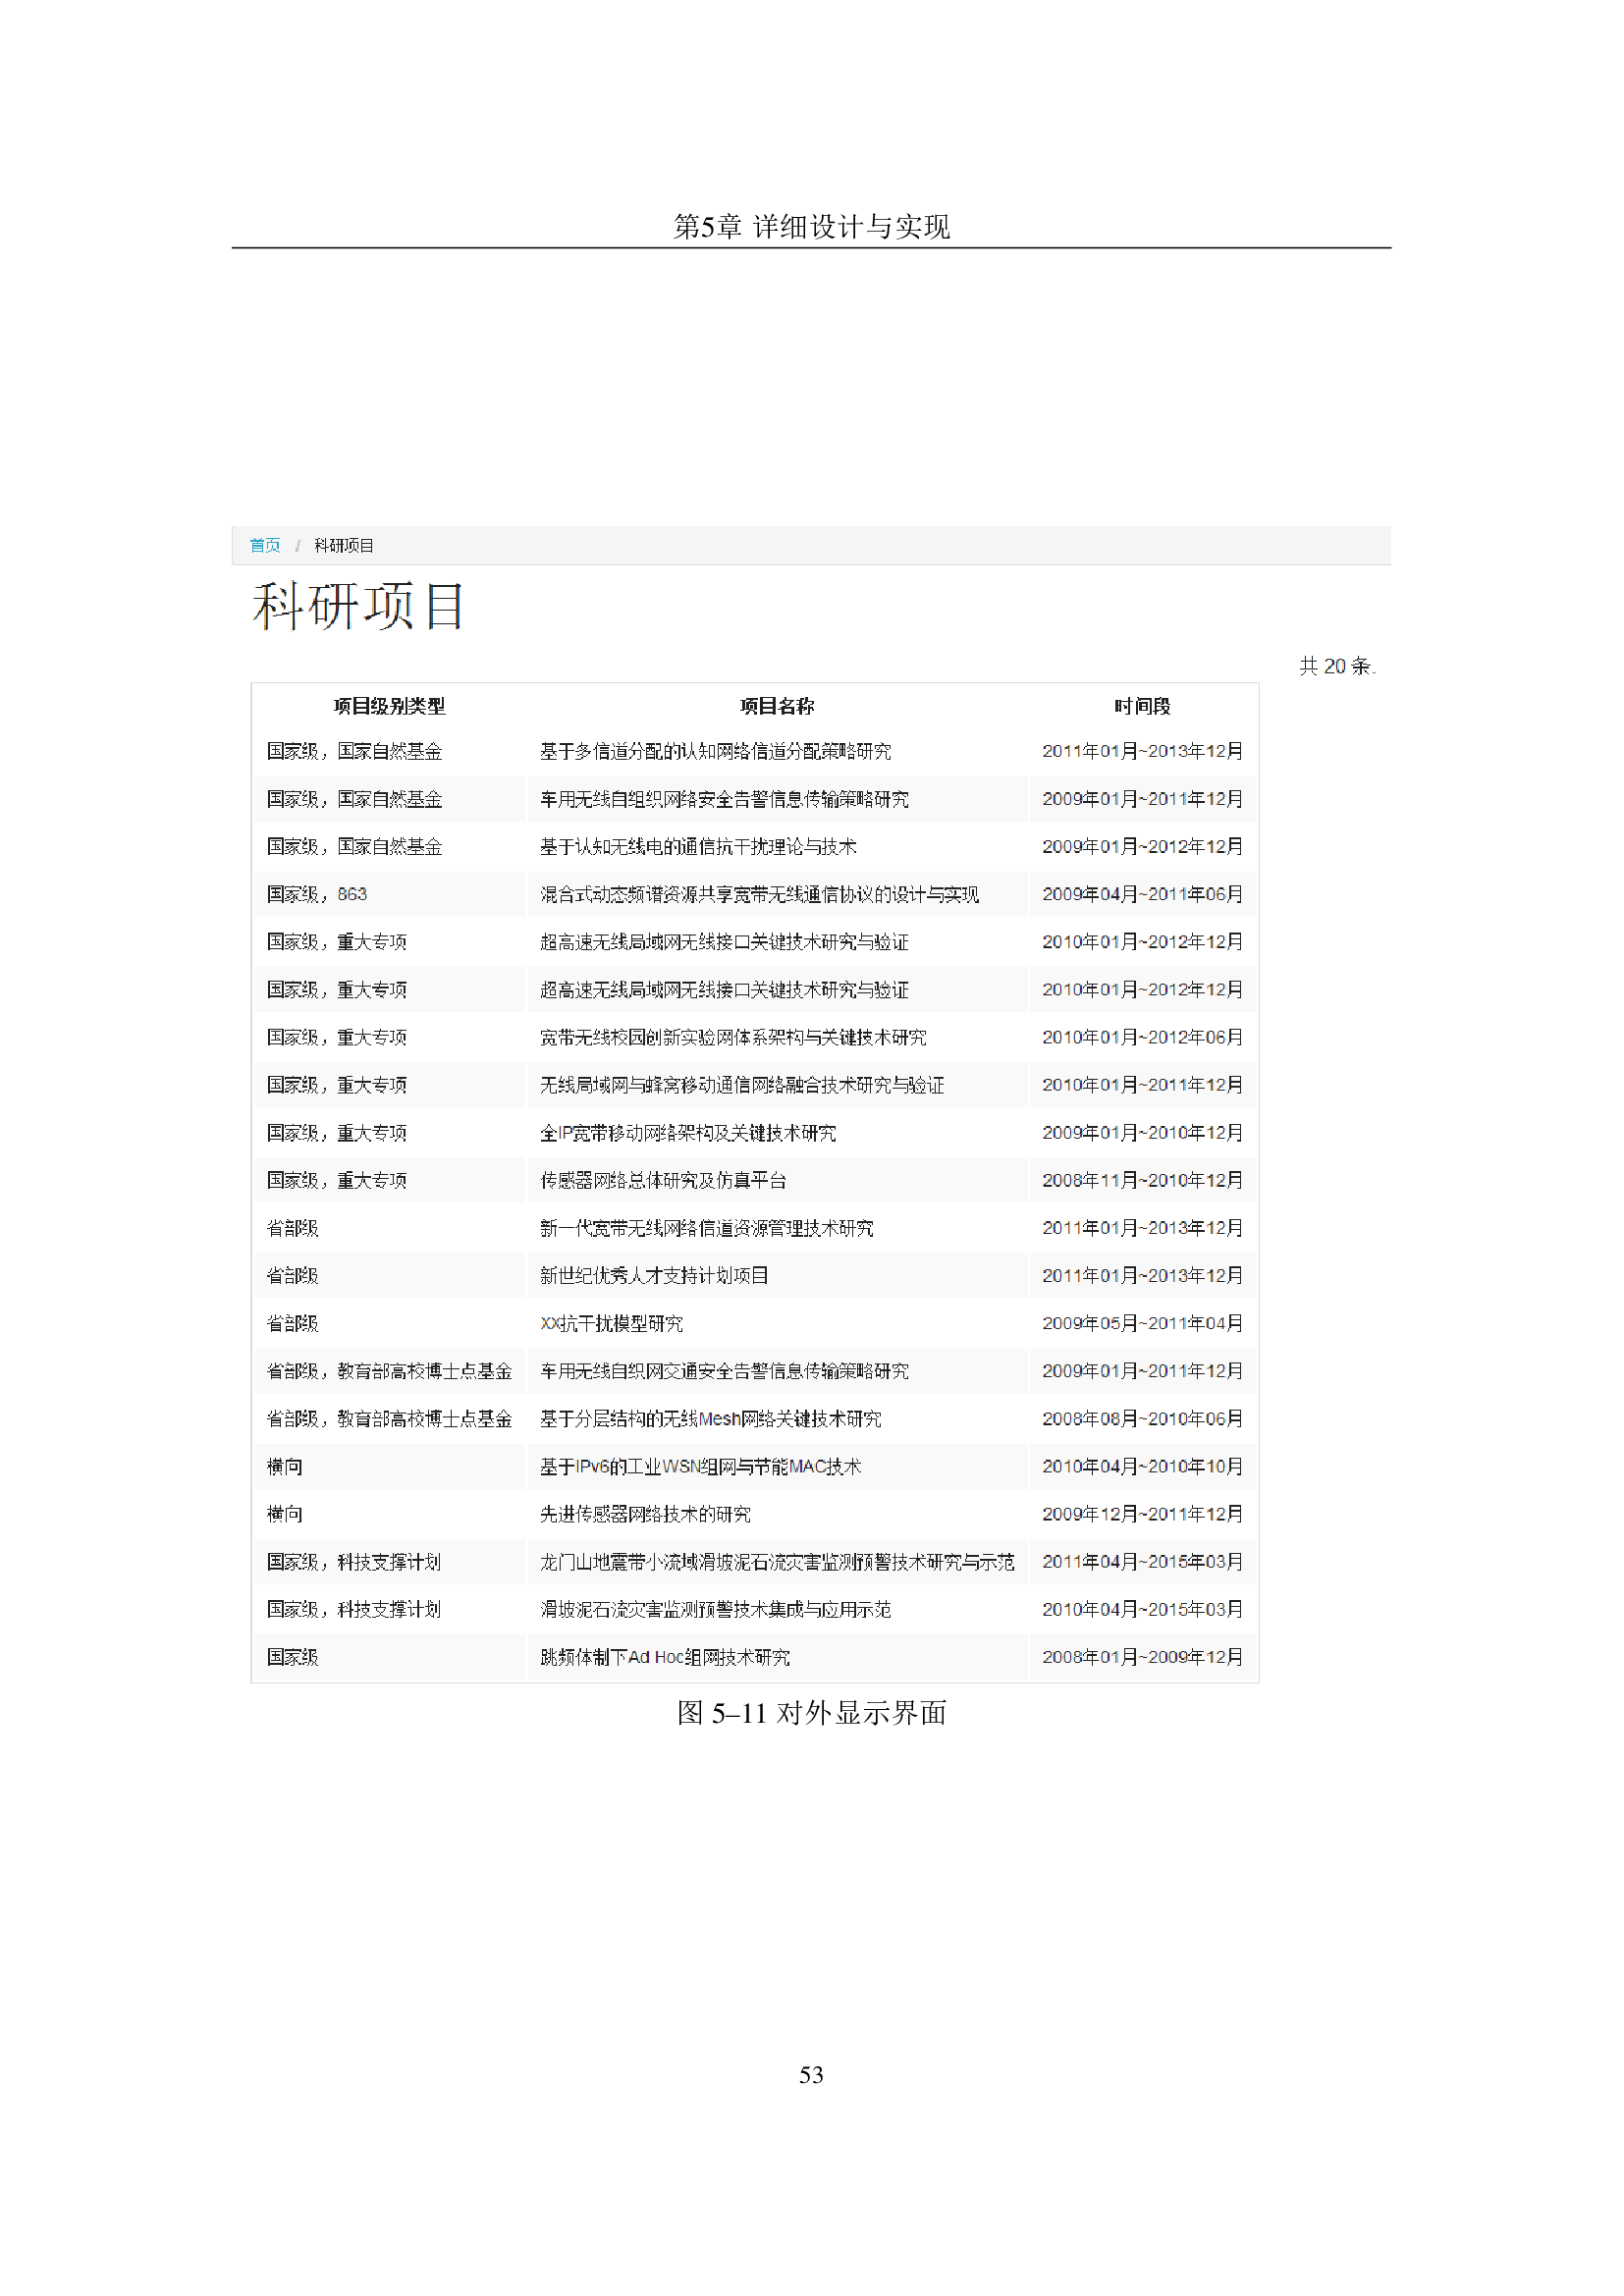 第5章 详细设计与实现
首页 / 科研项目
科研项目
共 20 条.
项目级别类型 项目名称 时间段
国家级，国家自然基金 基于多信道分配的认知网络信道分配策略研究 2011年01月~2013年12月
国家级，国家自然基金 车用无线自组织网络安全告警信息传输策略研究 2009年01月~2011年12月
国家级，国家自然基金 基于认知无线电的通信抗干扰理论与技术 2009年01月~2012年12月
国家级，863 混合式动态频谱资源共享宽带无线通信协议的设计与实现 2009年04月~2011年06月
国家级，重大专项 超高速无线局域网无线接口关键技术研究与验证 2010年01月~2012年12月
国家级，重大专项 超高速无线局域网无线接口关键技术研究与验证 2010年01月~2012年12月
国家级，重大专项 宽带无线校园创新实验网体系架构与关键技术研究 2010年01月~2012年06月
国家级，重大专项 无线局域网与蜂窝移动通信网络融合技术研究与验证 2010年01月~2011年12月
国家级，重大专项 全IP宽带移动网络架构及关键技术研究 2009年01月~2010年12月
国家级，重大专项 传感器网络总体研究及仿真平台 2008年11月~2010年12月
省部级 新一代宽带无线网络信道资源管理技术研究 2011年01月~2013年12月
省部级 新世纪优秀人才支持计划项目 2011年01月~2013年12月
省部级 XX抗干扰模型研究 2009年05月~2011年04月
省部级，教育部高校博士点基金 车用无线自织网交通安全告警信息传输策略研究 2009年01月~2011年12月
省部级，教育部高校博士点基金 基于分层结构的无线Mesh网络关键技术研究 2008年08月~2010年06月
横向 基于IPv6的工业WSN组网与节能MAC技术 2010年04月~2010年10月
横向 先进传感器网络技术的研究 2009年12月~2011年12月
国家级，科技支撑计划 龙门山地震带小流域滑坡泥石流灾害监测预警技术研究与示范 2011年04月~2015年03月
国家级，科技支撑计划 滑坡泥石流灾害监测预警技术集成与应用示范 2010年04月~2015年03月
国家级 跳频体制下Ad Hoc组网技术研究 2008年01月~2009年12月
图 5–11 对外显示界面
53